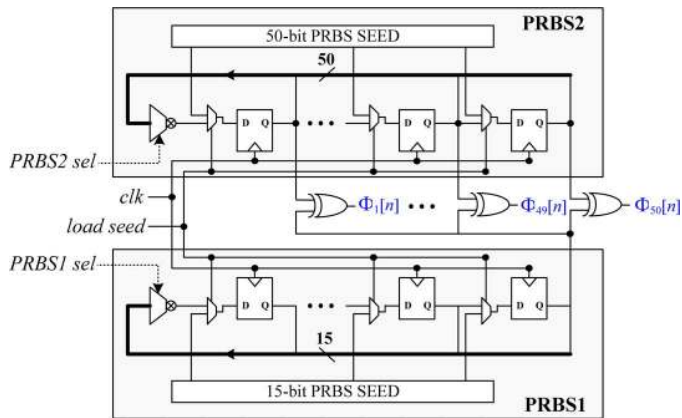 50-bit PRBS SEED
PRBS2
50
D Q
D Q
D Q
PRBS2 sel
clk
load seed
Φ1[n]
Φ49[n]
Φ50[n]
PRBS1 sel
D Q
D Q
D Q
15
15-bit PRBS SEED
PRBS1